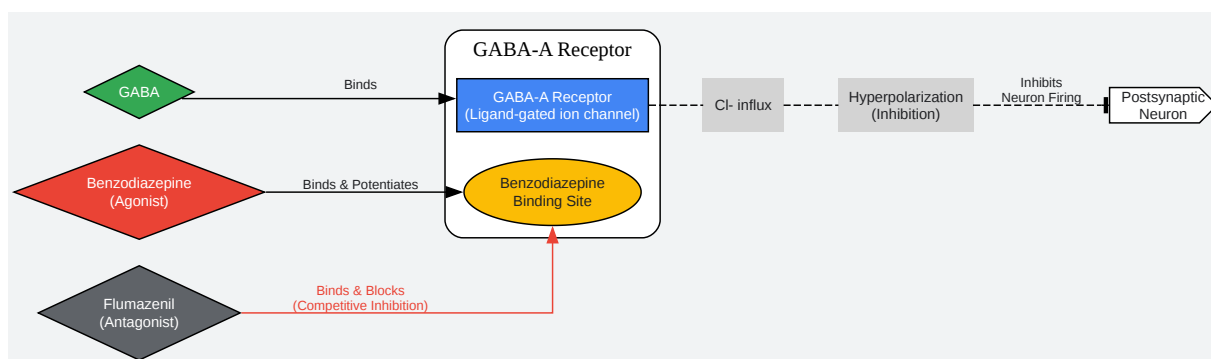 GABA-A Receptor
GABA
Binds
GABA-A Receptor
(Ligand-gated ion channel)
Cl- influx
Hyperpolarization
(Inhibition)
Inhibits
Neuron Firing
Postsynaptic
Neuron
Benzodiazepine
(Agonist)
Binds & Potentiates
Benzodiazepine
Binding Site
Flumazenil
(Antagonist)
Binds & Blocks
(Competitive Inhibition)